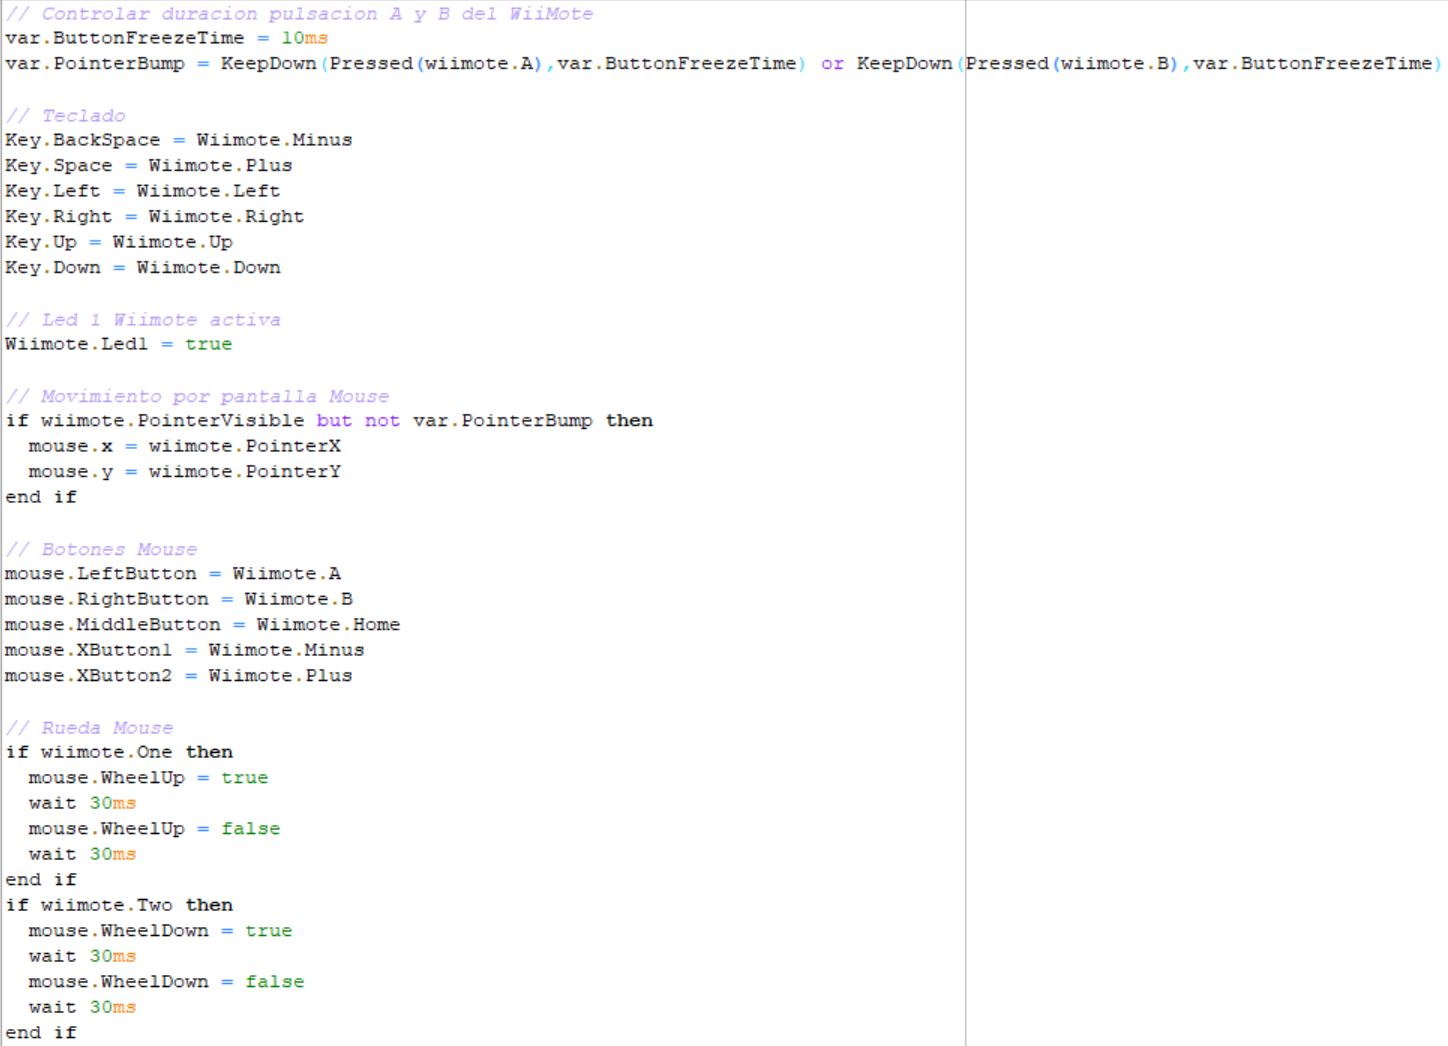 // Controlar duracion pulsacion A y B del WiiMote
var.ButtonFreezeTime = 10ms
var.PointerBump = KeepDown(Pressed(wiimote.A),var.ButtonFreezeTime) or KeepDown(Pressed(wiimote.B),var.ButtonFreezeTime)
// Teclado
Key.BackSpace = Wiimote.Minus
Key.Space = Wiimote.Plus
Key.Left = Wiimote.Left
Key.Right = Wiimote.Right
Key.Up = Wiimote.Up
Key.Down = Wiimote.Down
// Led 1 Wiimote activa
Wiimote.Led1 = true
// Movimiento por pantalla Mouse
if wiimote.PointerVisible but not var.PointerBump then
  mouse.x = wiimote.PointerX
  mouse.y = wiimote.PointerY
end if
// Botones Mouse
mouse.LeftButton = Wiimote.A
mouse.RightButton = Wiimote.B
mouse.MiddleButton = Wiimote.Home
mouse.XButton1 = Wiimote.Minus
mouse.XButton2 = Wiimote.Plus
// Rueda Mouse
if wiimote.One then
  mouse.WheelUp = true
  wait 30ms
  mouse.WheelUp = false
  wait 30ms
end if
if wiimote.Two then
  mouse.WheelDown = true
  wait 30ms
  mouse.WheelDown = false
  wait 30ms
end if